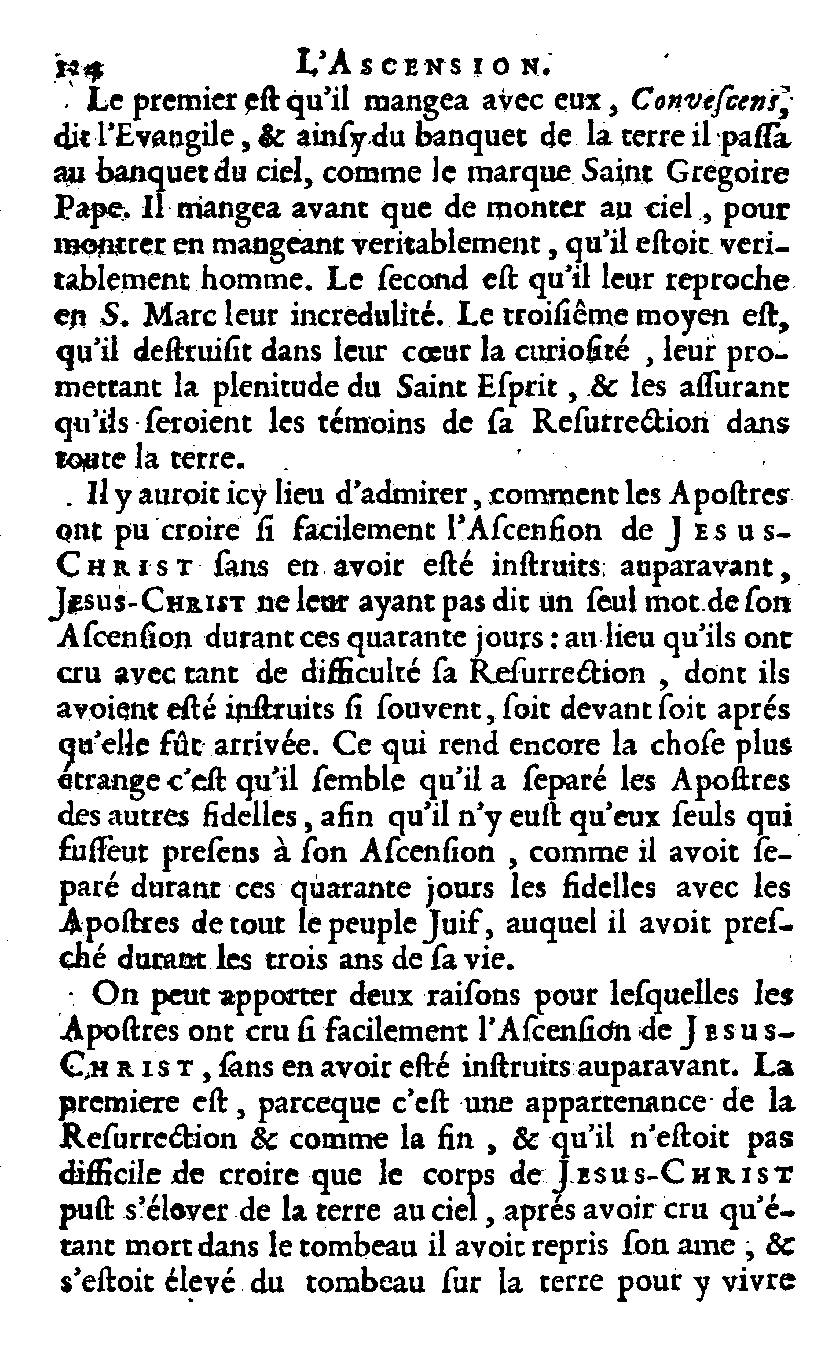 124 L'ASCENSION.
Le premier eſt qu'il mangea avec eux, Conveſcens,
dit l'Evangile, & ainſy du banquet de la terre il paſſa
au banquet du ciel, comme le marque Saint Gregoire
Pape. Il mangea avant que de monter au ciel, pour
montrer en mangeant veritablement, qu'il eſtoit veri-
tablement homme. Le ſecond eſt qu'il leur reproche
en S. Marc leur incredulité. Le troiſiême moyen eſt,
qu'il deſtruiſit dans leur cœur la curioſité, leur pro-
mettant la plenitude du Saint Eſprit, & les aſſurant
qu'ils ſeroient les témoins de ſa Reſurrection dans
toute la terre.
Il y auroit icy lieu d'admirer, comment les Apoſtres
ont pu croire ſi facilement l'Aſcenſion de JESUS-
CHRIST ſans en avoir eſté inſtruits auparavant,
JESUS-CHRIST ne leur ayant pas dit un ſeul mot de ſon
Aſcenſion durant ces quarante jours : au lieu qu'ils ont
cru avec tant de difficulté ſa Reſurrection, dont ils
avoient eſté inſtruits ſi ſouvent, ſoit devant ſoit aprés
qu'elle fût arrivée. Ce qui rend encore la choſe plus
étrange c'eſt qu'il ſemble qu'il a ſeparé les Apoſtres
des autres fidelles, afin qu'il n'y euſt qu'eux ſeuls qui
fuſſeut preſens à ſon Aſcenſion, comme il avoit ſe-
paré durant ces quarante jours les fidelles avec les
Apoſtres de tout le peuple Juif, auquel il avoit preſ-
ché durant les trois ans de ſa vie.
On peut apporter deux raiſons pour leſquelles les
Apoſtres ont cru ſi facilement l'Aſcenſion de JESUS-
CHRIST, ſans en avoir eſté inſtruits auparavant. La
premiere eſt, parceque c'eſt une appartenance de la
Reſurrection & comme la fin, & qu'il n'eſtoit pas
difficile de croire que le corps de JESUS-CHRIST
puſt s'élover de la terre au ciel, aprés avoir cru qu'é-
tant mort dans le tombeau il avoit repris ſon ame, &
s'eſtoit élevé du tombeau ſur la terre pour y vivre